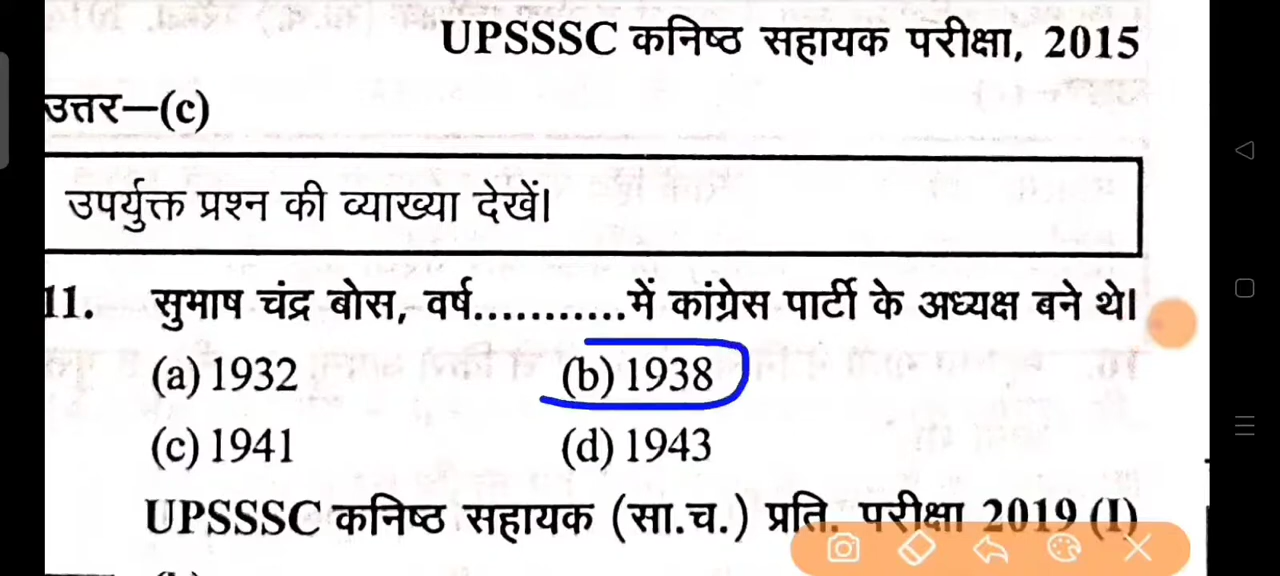 UPSSSC कनिष्ठ सहायक परीक्षा, 2015
उत्तर–(c)
उपर्युक्त प्रश्न की व्याख्या देखें।
11. सुभाष चंद्र बोस, वर्ष............में कांग्रेस पार्टी के अध्यक्ष बने थे।
(a) 1932 (b) 1938
(c) 1941 (d) 1943
UPSSSC कनिष्ठ सहायक (सा.च.) प्रति. परीक्षा 2019 (I)